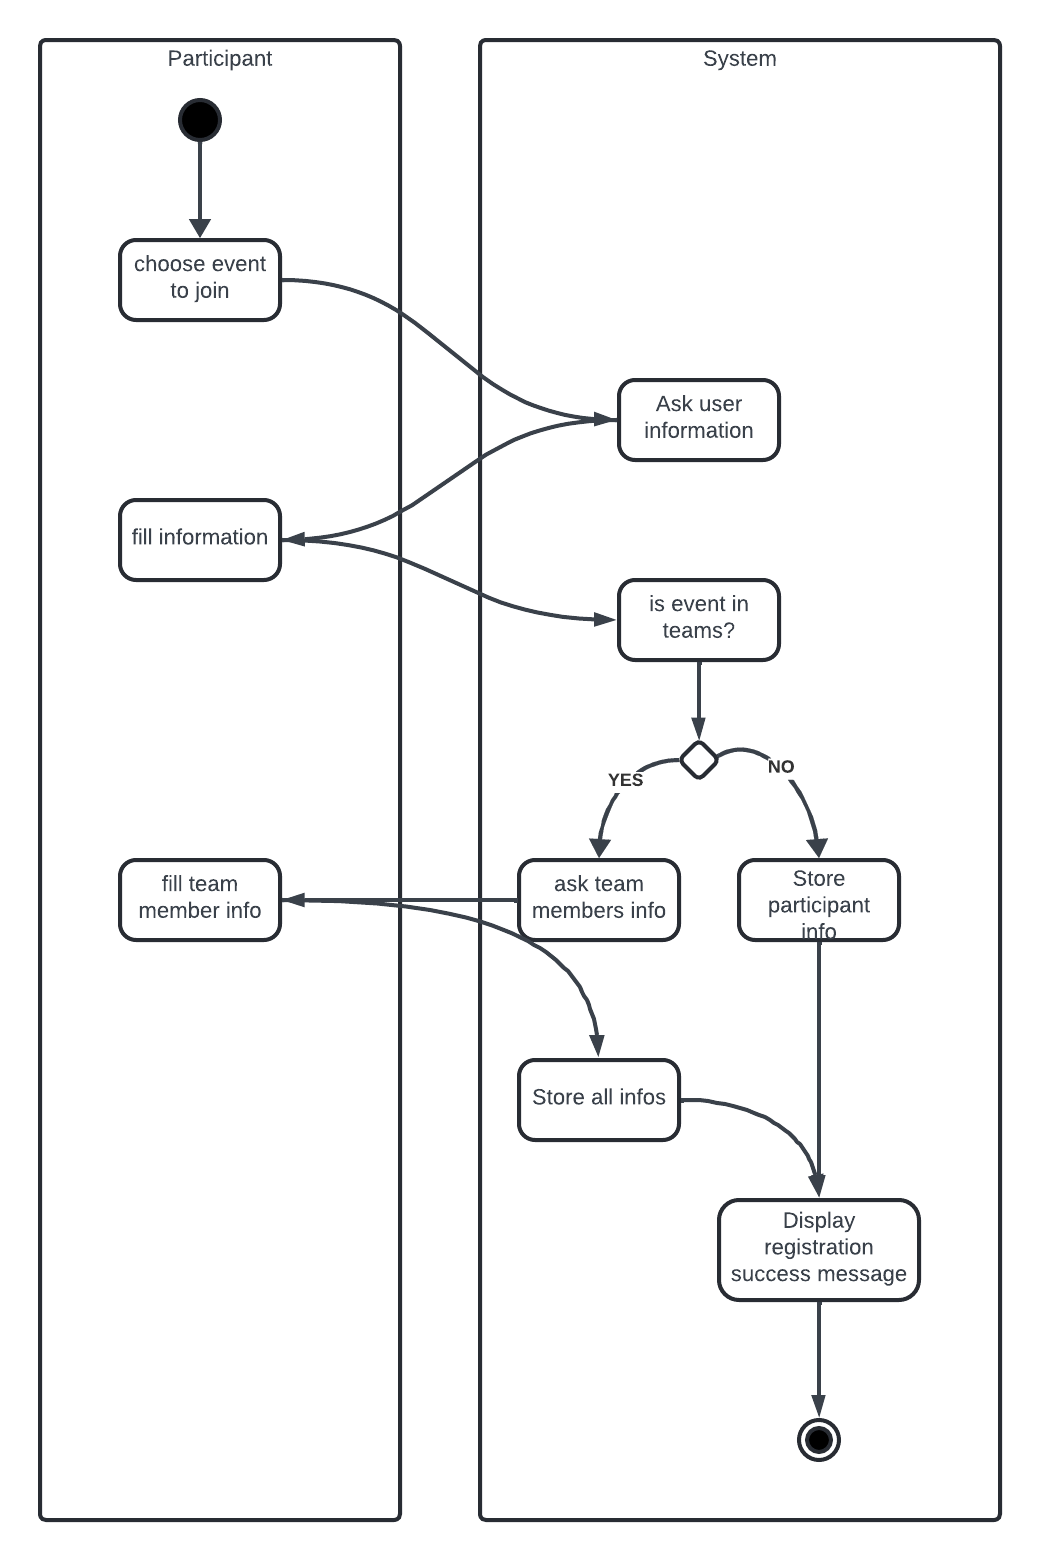 Participant
System
choose event
to join
Ask user
information
fill information
is event in
teams?
YES
NO
fill team
member info
ask team
members info
Store
participant
info
Store all infos
Display
registration
success message